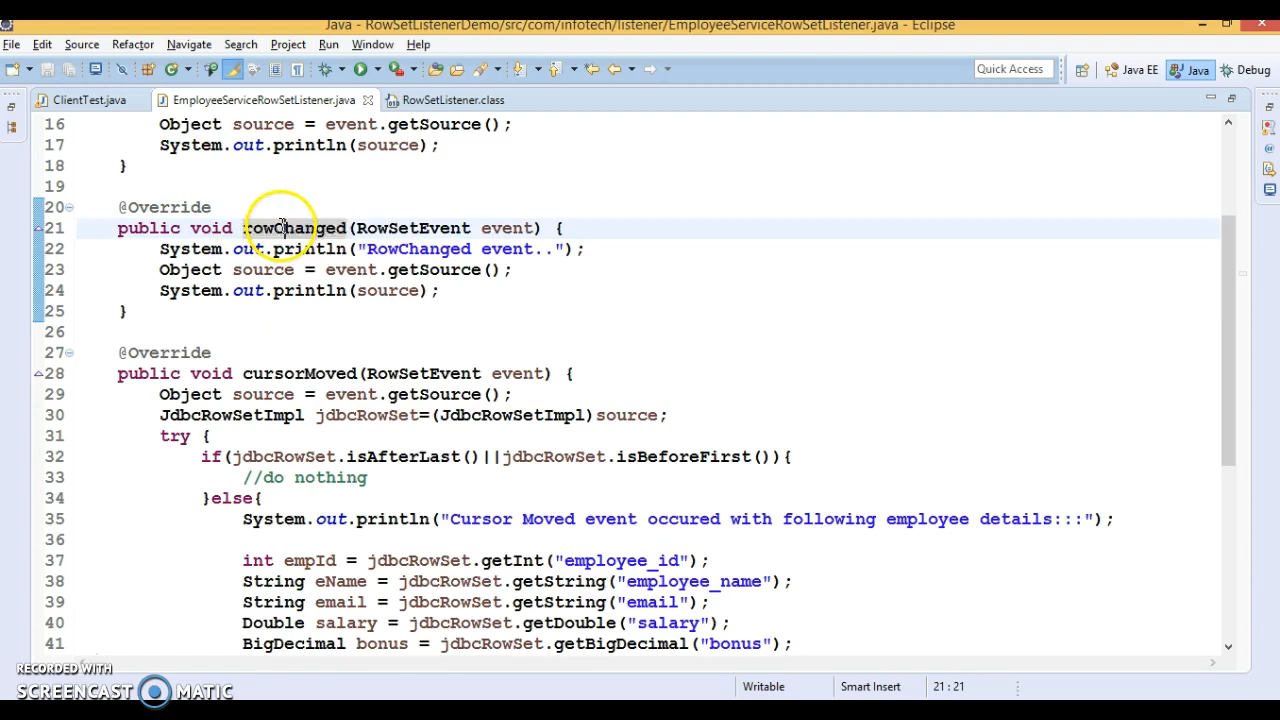 Java - RowSetListenerDemo/src/com/infotech/listener/EmployeeServiceRowSetListener.java - Eclipse
File Edit Source Refactor Navigate Search Project Run Window Help
Quick Access Java EE Java Debug
ClientTest.java EmployeeServiceRowSetListener.java RowSetListener.class
16 Object source = event.getSource();
17 System.out.println(source);
18 }
19
20 @Override
21 public void rowChanged(RowSetEvent event) {
22 System.out.println("RowChanged event..");
23 Object source = event.getSource();
24 System.out.println(source);
25 }
26
27 @Override
28 public void cursorMoved(RowSetEvent event) {
29 Object source = event.getSource();
30 JdbcRowSetImpl jdbcRowSet=(JdbcRowSetImpl)source;
31 try {
32 if(jdbcRowSet.isAfterLast()||jdbcRowSet.isBeforeFirst()){
33 //do nothing
34 }else{
35 System.out.println("Cursor Moved event occured with following employee details:::");
36
37 int empId = jdbcRowSet.getInt("employee_id");
38 String eName = jdbcRowSet.getString("employee_name");
39 String email = jdbcRowSet.getString("email");
40 Double salary = jdbcRowSet.getDouble("salary");
41 BigDecimal bonus = jdbcRowSet.getBigDecimal("bonus");
Writable Smart Insert 21 : 21
RECORDED WITH
SCREENCAST MATIC